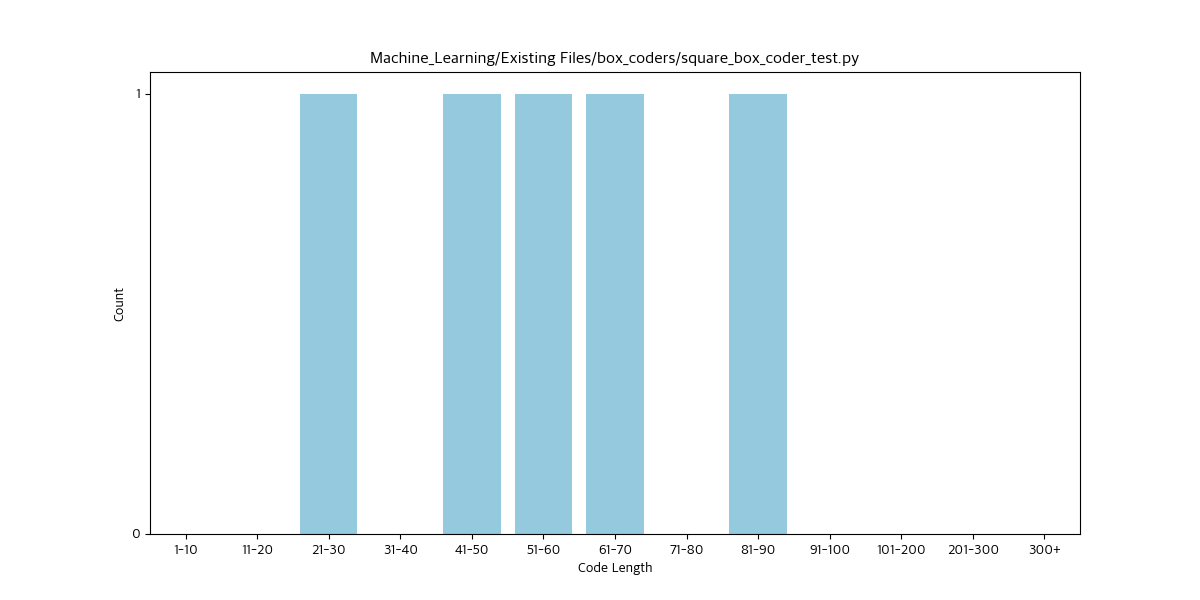 Machine_Learning/Existing Files/box_coders/square_box_coder_test.py
1
Count
0
1-10 11-20 21-30 31-40 41-50 51-60 61-70 71-80 81-90 91-100 101-200 201-300 300+
Code Length